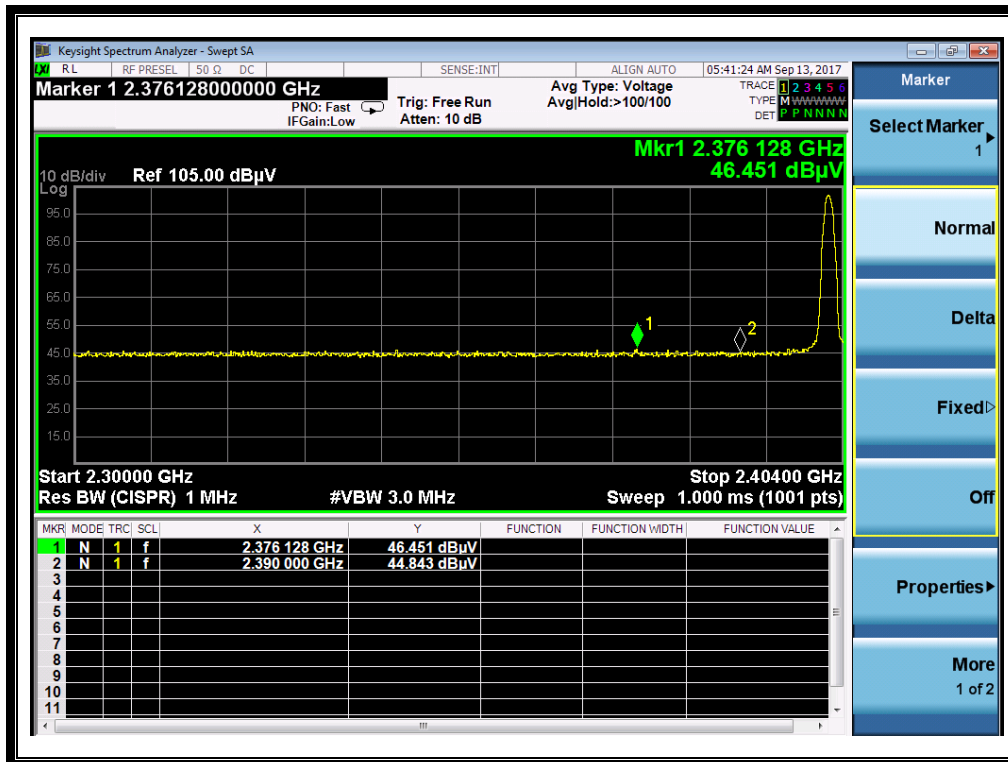 Keysight Spectrum Analyzer - Swept SA
LXI RL RF PRESEL 50 Ω DC SENSE:INT ALIGN AUTO 05:41:24 AM Sep 13, 2017
Marker 1 2.376128000000 GHz
PNO: Fast
IFGain:Low
Trig: Free Run
Atten: 10 dB
Avg Type: Voltage
Avg|Hold:>100/100
TRACE 1 2 3 4 5 6
TYPE M WWWWW
DET P P N N N N
Mkr1 2.376 128 GHz
46.451 dBµV
10 dB/div Ref 105.00 dBµV
Log
95.0
85.0
75.0
65.0
55.0
45.0
35.0
25.0
15.0
1
2
Start 2.30000 GHz Stop 2.40400 GHz
Res BW (CISPR) 1 MHz #VBW 3.0 MHz Sweep 1.000 ms (1001 pts)
MKR MODE TRC SCL X Y FUNCTION FUNCTION WIDTH FUNCTION VALUE
1 N 1 f 2.376 128 GHz 46.451 dBµV
2 N 1 f 2.390 000 GHz 44.843 dBµV
3
4
5
6
7
8
9
10
11
Marker
Select Marker
1
Normal
Delta
Fixed
Off
Properties
More
1 of 2